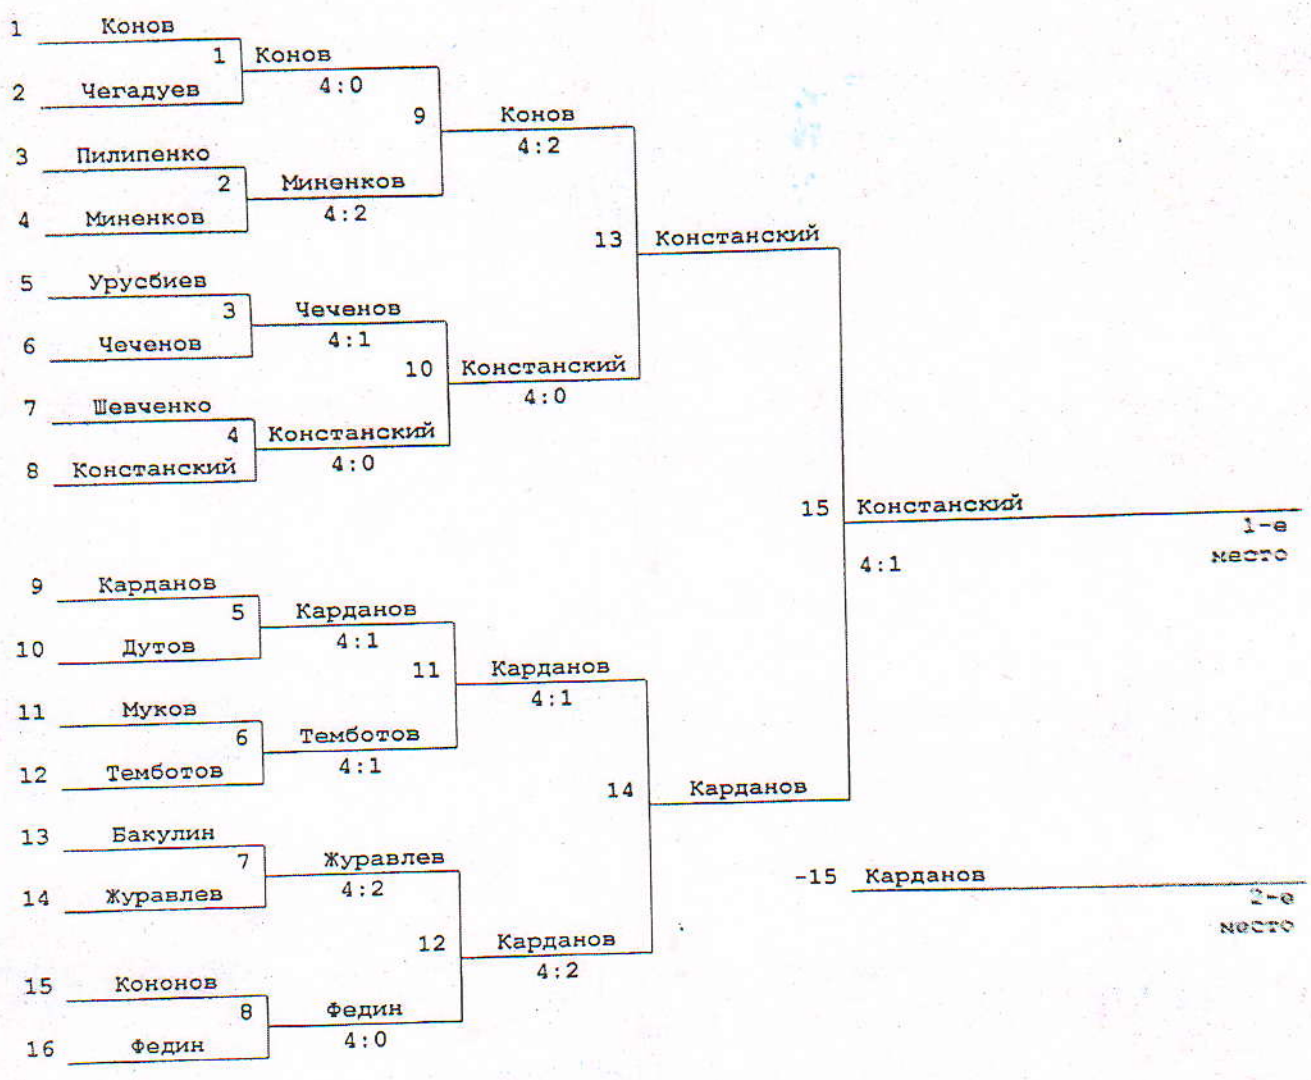 1 Конов
1 Конов
4:0
2 Чегадуев
9 Конов
4:2
3 Пилипенко
2 Миненков
4:2
4 Миненков
13 Констанский
5 Урусбиев
3 Чеченов
4:1
6 Чеченов
10 Констанский
4:0
7 Шевченко
4 Констанский
4:0
8 Констанский
15 Констанский
1-е
место
4:1
9 Карданов
5 Карданов
4:1
10 Дутов
11 Карданов
4:1
11 Муков
6 Темботов
4:1
12 Темботов
14 Карданов
13 Бакулин
7 Журавлев
4:2
14 Журавлев
-15 Карданов
2-е
место
12 Карданов
4:2
15 Кононов
8 Федин
4:0
16 Федин